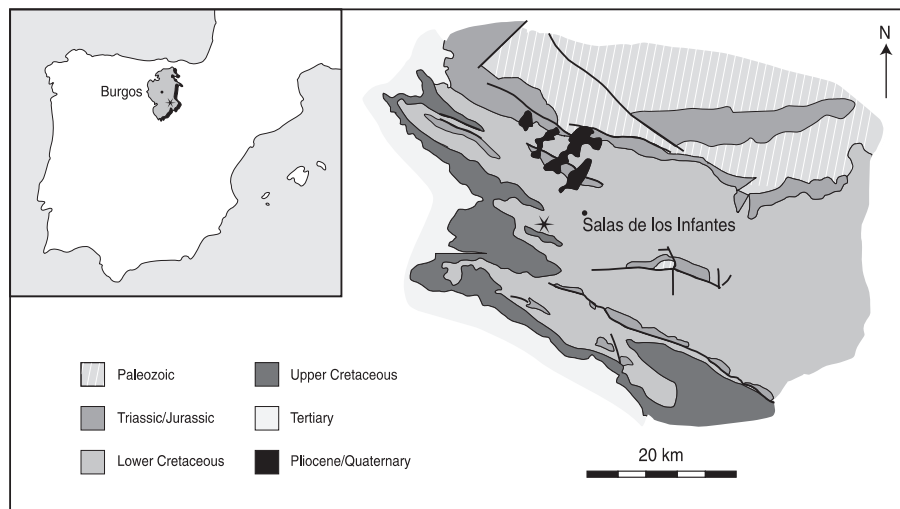 Burgos
N
Salas de los Infantes
Paleozoic
Upper Cretaceous
Triassic/Jurassic
Tertiary
Lower Cretaceous
Pliocene/Quaternary
20 km